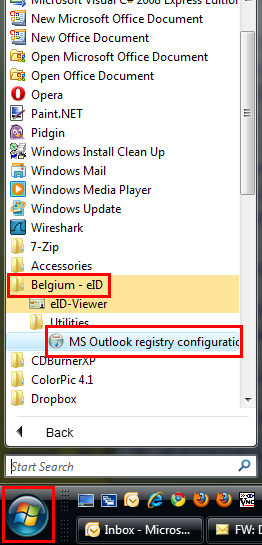 Microsoft Visual C# 2008 Express Edition
New Microsoft Office Document
New Office Document
Open Microsoft Office Document
Open Office Document
Opera
Paint.NET
Pidgin
Windows Install Clean Up
Windows Mail
Windows Media Player
Windows Update
Wireshark
7-Zip
Accessories
Belgium - eID
eID-Viewer
Utilities
MS Outlook registry configuratic
CDBurnerXP
ColorPic 4.1
Dropbox
Back
Start Search
Inbox - Micros...
FW: D